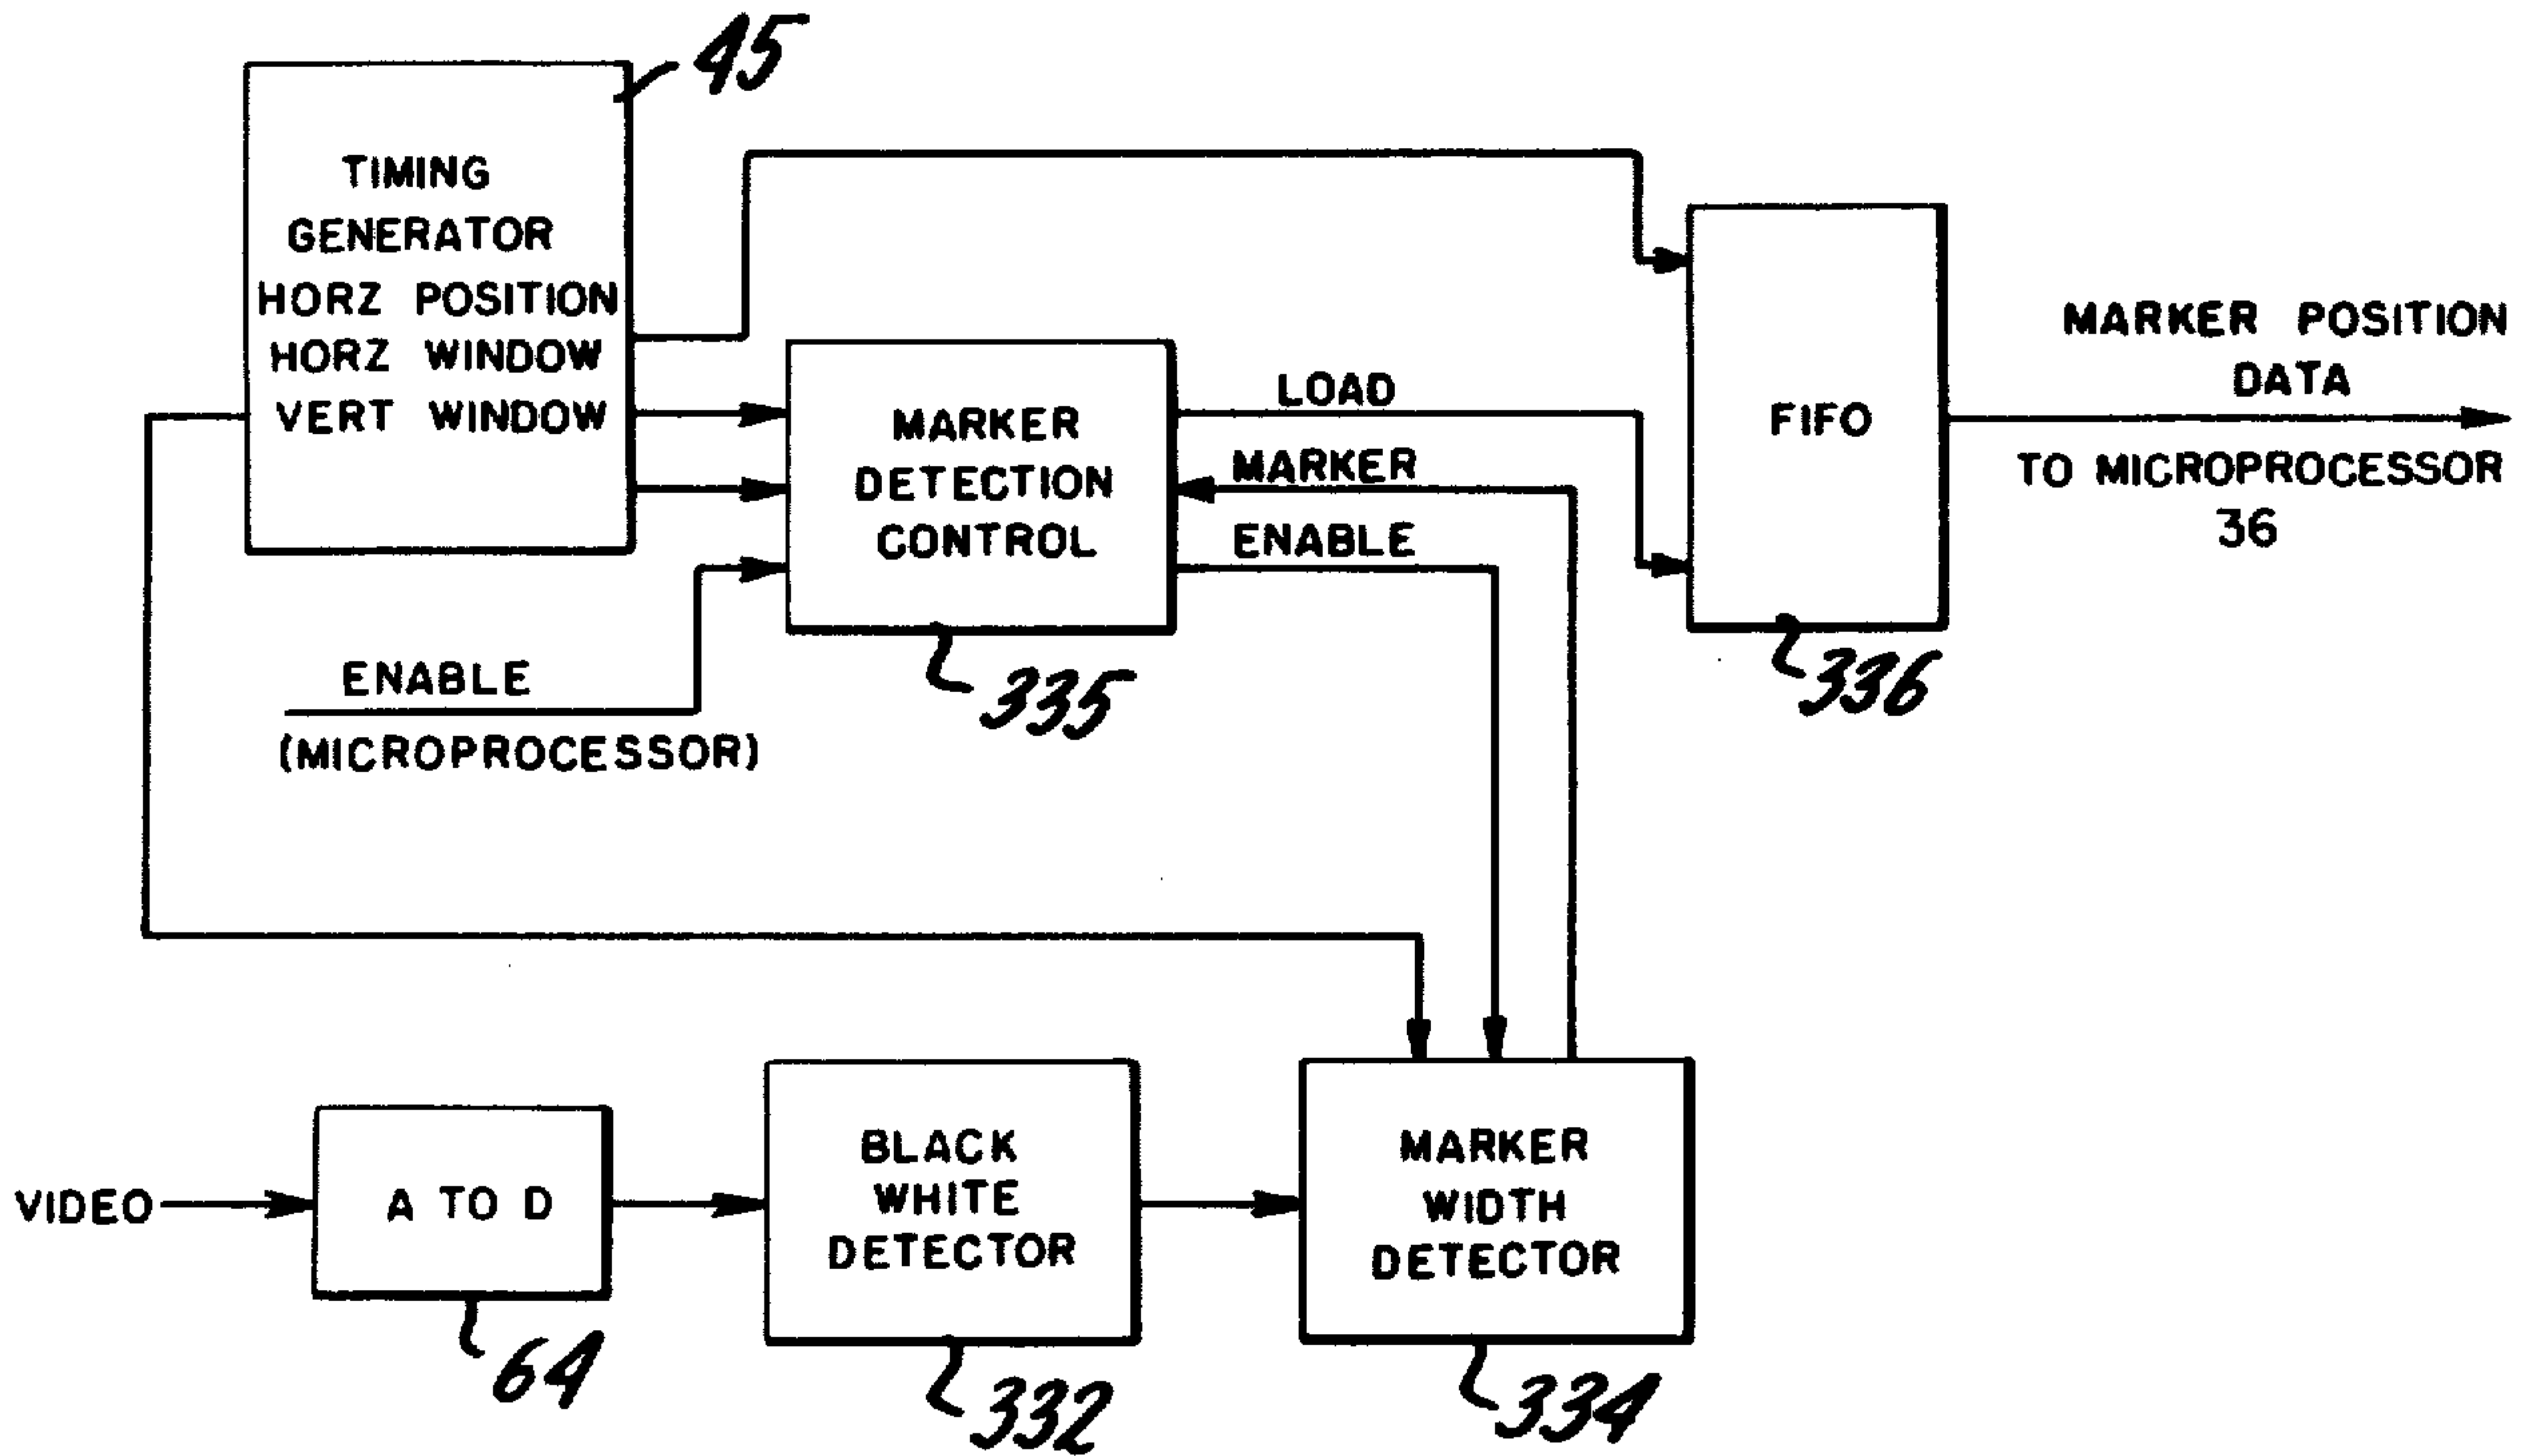 45
TIMING
GENERATOR
HORZ POSITION
HORZ WINDOW
VERT WINDOW
MARKER
DETECTION
CONTROL
335
LOAD
MARKER
ENABLE
FIFO
336
MARKER POSITION
DATA
TO MICROPROCESSOR
36
ENABLE
(MICROPROCESSOR)
VIDEO
A TO D
64
BLACK
WHITE
DETECTOR
332
MARKER
WIDTH
DETECTOR
334